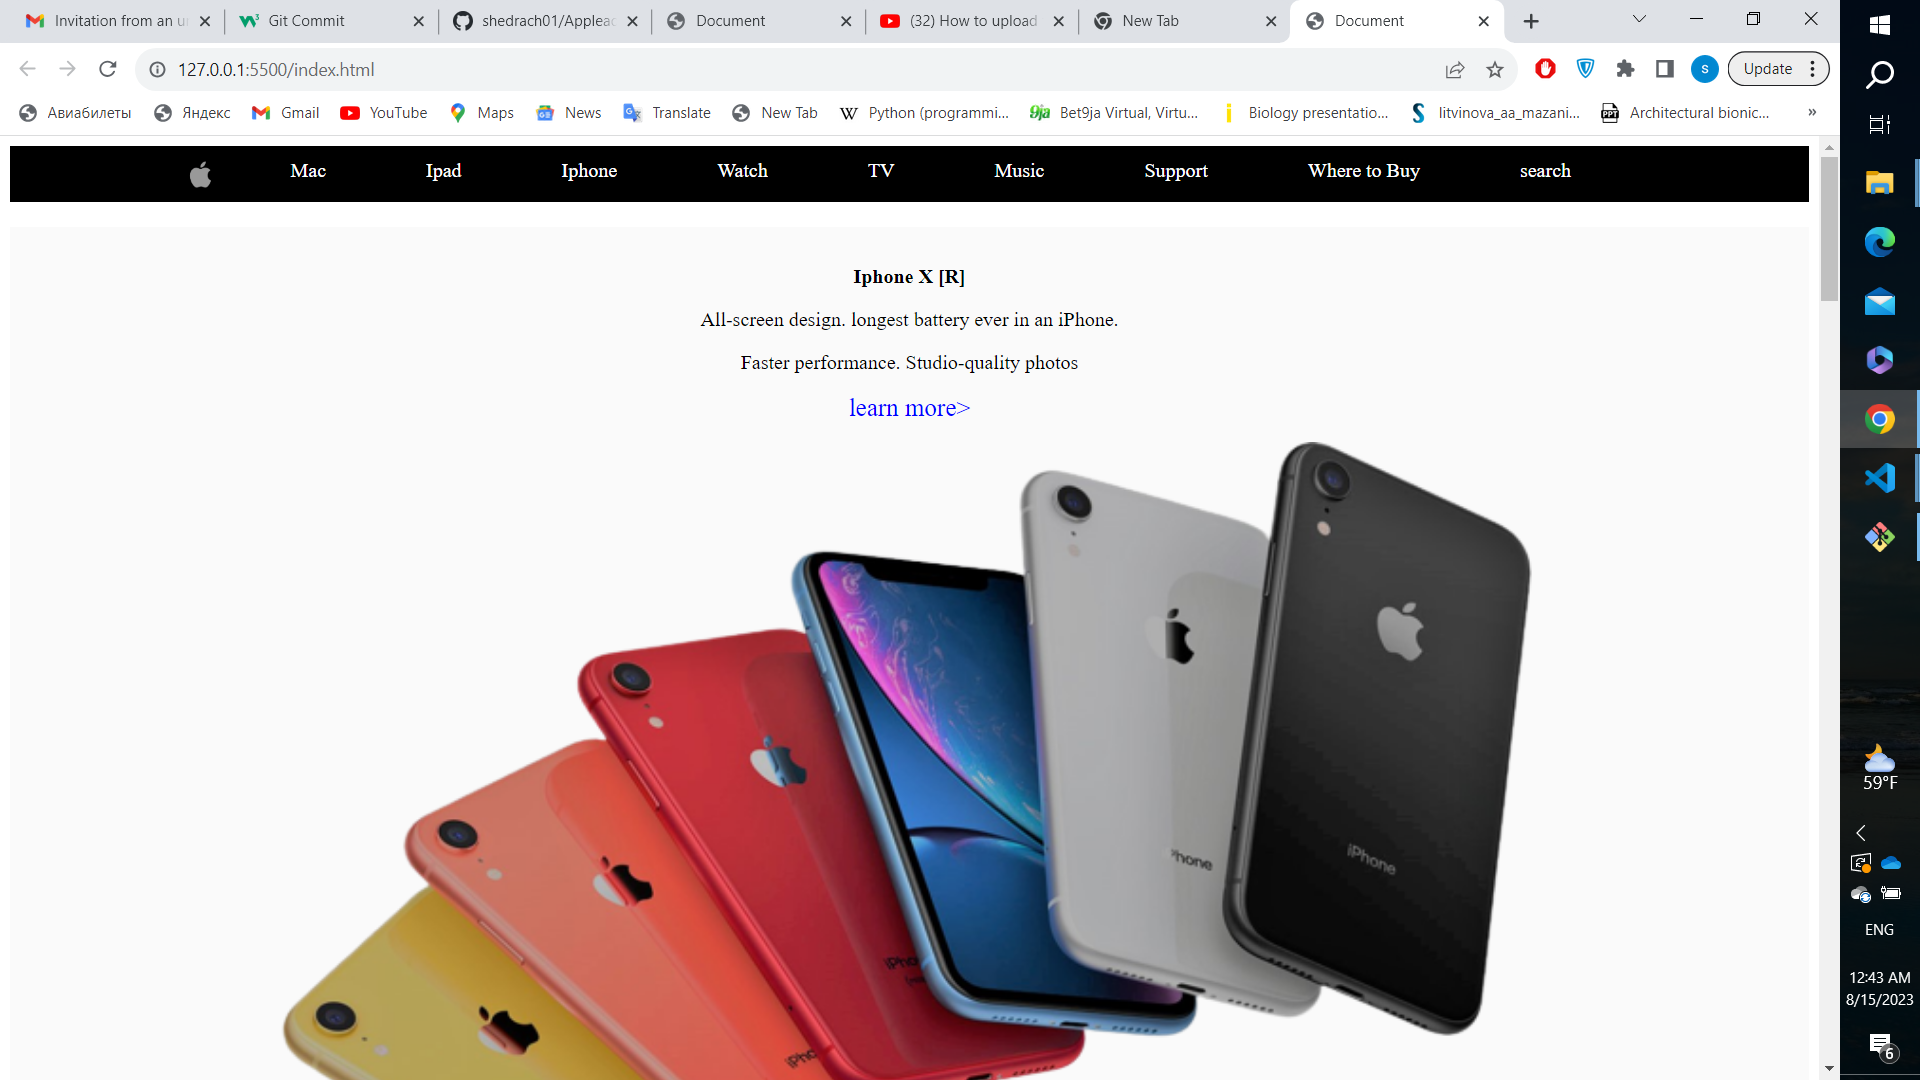 Invitation from an u
Git Commit
shedrach01/Appleac
Document
(32) How to upload
New Tab
Document
127.0.0.1:5500/index.html
s
Update
Авиабилеты
Яндекс
Gmail
YouTube
Maps
News
Translate
New Tab
Python (programmi...
Bet9ja Virtual, Virtu...
Biology presentatio...
litvinova_aa_mazani...
Architectural bionic...
»
Mac
Ipad
Iphone
Watch
TV
Music
Support
Where to Buy
search
Iphone X [R]
All-screen design. longest battery ever in an iPhone.
Faster performance. Studio-quality photos
learn more>
Phone
iPhone
iPho
iPho
59°F
ENG
12:43 AM
8/15/2023
6